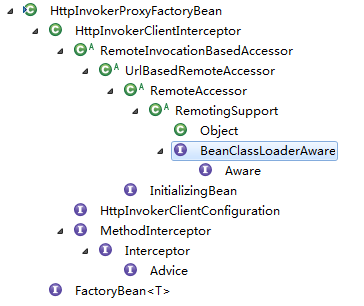 HttpInvokerProxyFactoryBean
HttpInvokerClientInterceptor
RemoteInvocationBasedAccessor
UrlBasedRemoteAccessor
RemoteAccessor
RemotingSupport
Object
BeanClassLoaderAware
Aware
InitializingBean
HttpInvokerClientConfiguration
MethodInterceptor
Interceptor
Advice
FactoryBean<T>